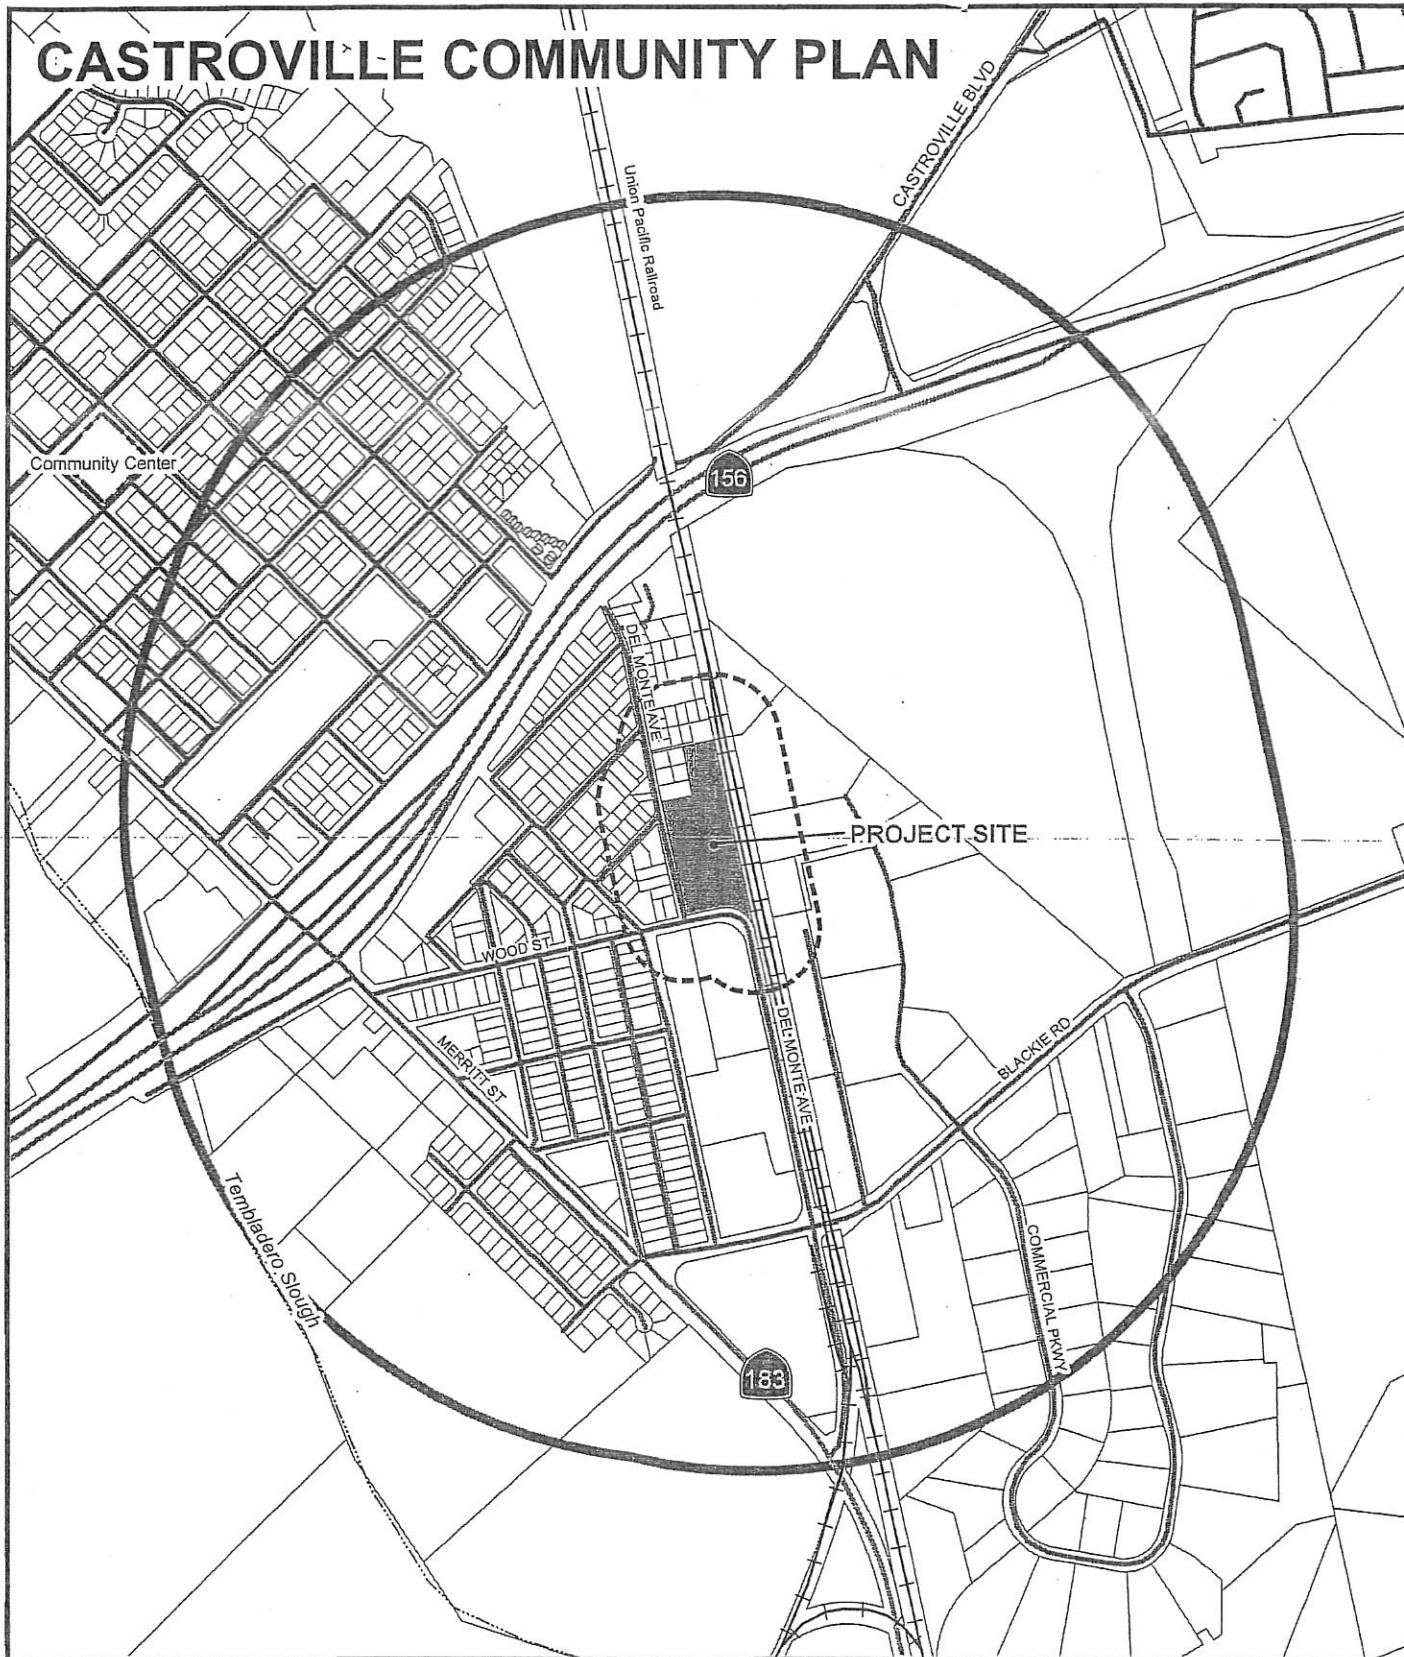 CASTROVILLE COMMUNITY PLAN
CASTROVILLE BLVD
Union Pacific Railroad
Community Center
156
DEL MONTE AVE
PROJECT SITE
WOOD ST
DEL MONTE AVE
BLACKIE RD
MERRITT ST
Tembladero Slough
COMMERCIAL PKWY
183